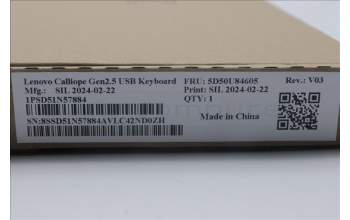 Lenovo Calliope Gen2.5 USB Keyboard FRU: 5D50U84605 Rev.: V03
Mfg.: SIL 2024-02-22 Print: SIL 2024-02-22
1PSD51N57884 QTY: 1
Made in China
SN:8SSD51N57884AVLC42ND0ZH